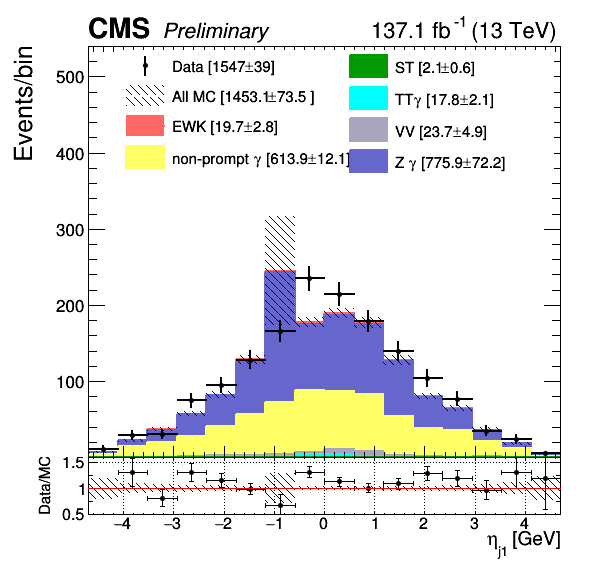 CMS Preliminary 137.1 fb⁻¹ (13 TeV)
Events/bin
500
400
300
200
100
Data [1547±39]
All MC [1453.1±73.5 ]
EWK [19.7±2.8]
non-prompt γ [613.9±12.1]
ST [2.1±0.6]
TTγ [17.8±2.1]
VV [23.7±4.9]
Z γ [775.9±72.2]
Data/MC
1.5
1
0.5
−4 −3 −2 −1 0 1 2 3 4
η_j1 [GeV]